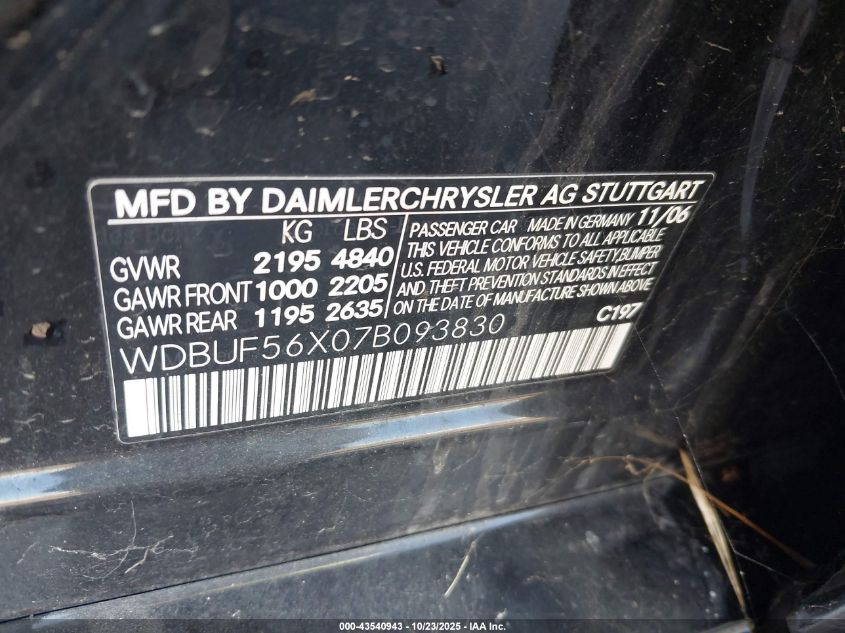 MFD BY DAIMLERCHRYSLER AG STUTTGART
KG LBS
GVWR 2195 4840
GAWR FRONT 1000 2205
GAWR REAR 1195 2635
PASSENGER CAR MADE IN GERMANY 11/06
THIS VEHICLE CONFORMS TO ALL APPLICABLE
U.S. FEDERAL MOTOR VEHICLE SAFETY,BUMPER
AND THEFT PREVENTION STANDARDS IN EFFECT
ON THE DATE OF MANUFACTURE SHOWN ABOVE
C197
WDBUF56X07B093830
000-43540943 - 10/23/2025 - IAA Inc.